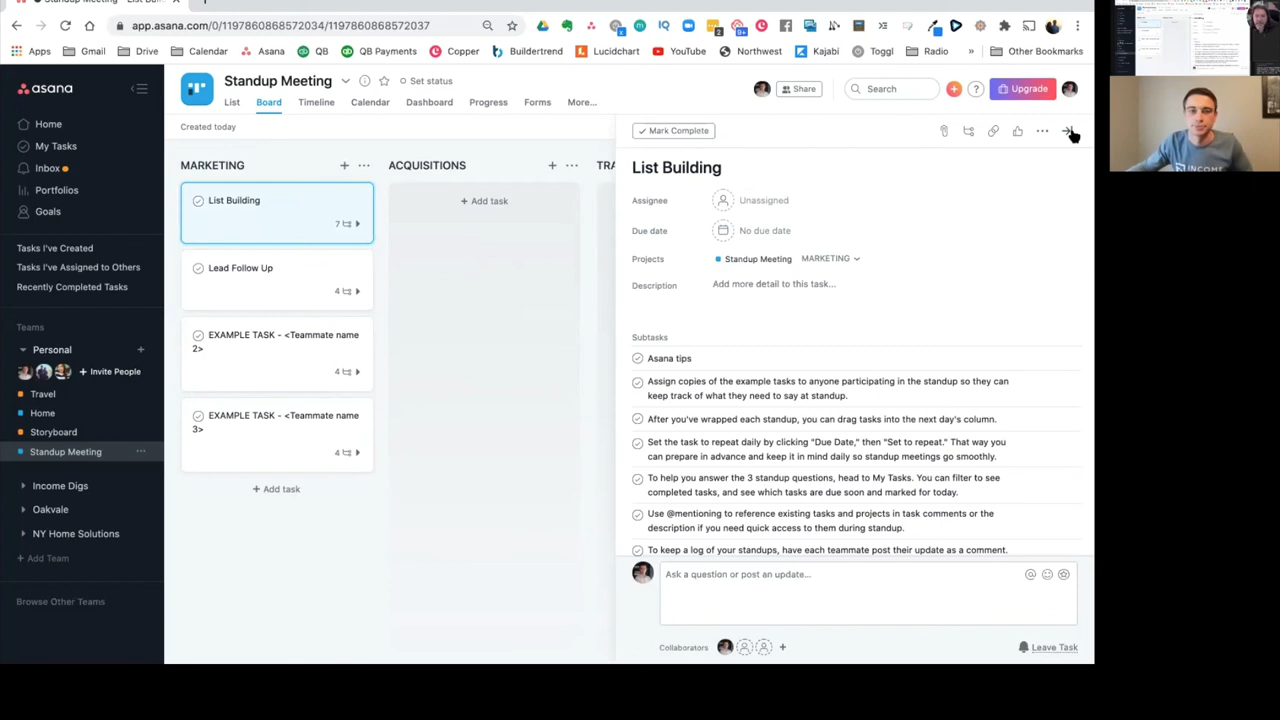 Standup Meeting - List Buil
app.asana.com/0/1197865
Apps
Gmail
Drive
Calendar
Asana
QB
QB Payments
Copper
Buildertrend
Lucidchart
YouTube
Northwest
Kajabi
Toggl
Other Bookmarks
asana
Home
My Tasks
Inbox
Portfolios
Goals
Tasks I've Created
Tasks I've Assigned to Others
Recently Completed Tasks
Teams
Personal
Invite People
Travel
Home
Storyboard
Standup Meeting
Income Digs
Oakvale
NY Home Solutions
Add Team
Browse Other Teams
Standup Meeting
Set status
List Board Timeline Calendar Dashboard Progress Forms More...
Share
Search
Upgrade
Created today
MARKETING
List Building
7
Lead Follow Up
4
EXAMPLE TASK - <Teammate name
2>
4
EXAMPLE TASK - <Teammate name
3>
4
+ Add task
ACQUISITIONS
+ Add task
TRA
Mark Complete
List Building
Assignee Unassigned
Due date No due date
Projects Standup Meeting MARKETING
Description Add more detail to this task...
Subtasks
Asana tips
Assign copies of the example tasks to anyone participating in the standup so they can
keep track of what they need to say at standup.
After you've wrapped each standup, you can drag tasks into the next day's column.
Set the task to repeat daily by clicking "Due Date," then "Set to repeat." That way you
can prepare in advance and keep it in mind daily so standup meetings go smoothly.
To help you answer the 3 standup questions, head to My Tasks. You can filter to see
completed tasks, and see which tasks are due soon and marked for today.
Use @mentioning to reference existing tasks and projects in task comments or the
description if you need quick access to them during standup.
To keep a log of your standups, have each teammate post their update as a comment.
Ask a question or post an update...
Collaborators
Leave Task
INCOME